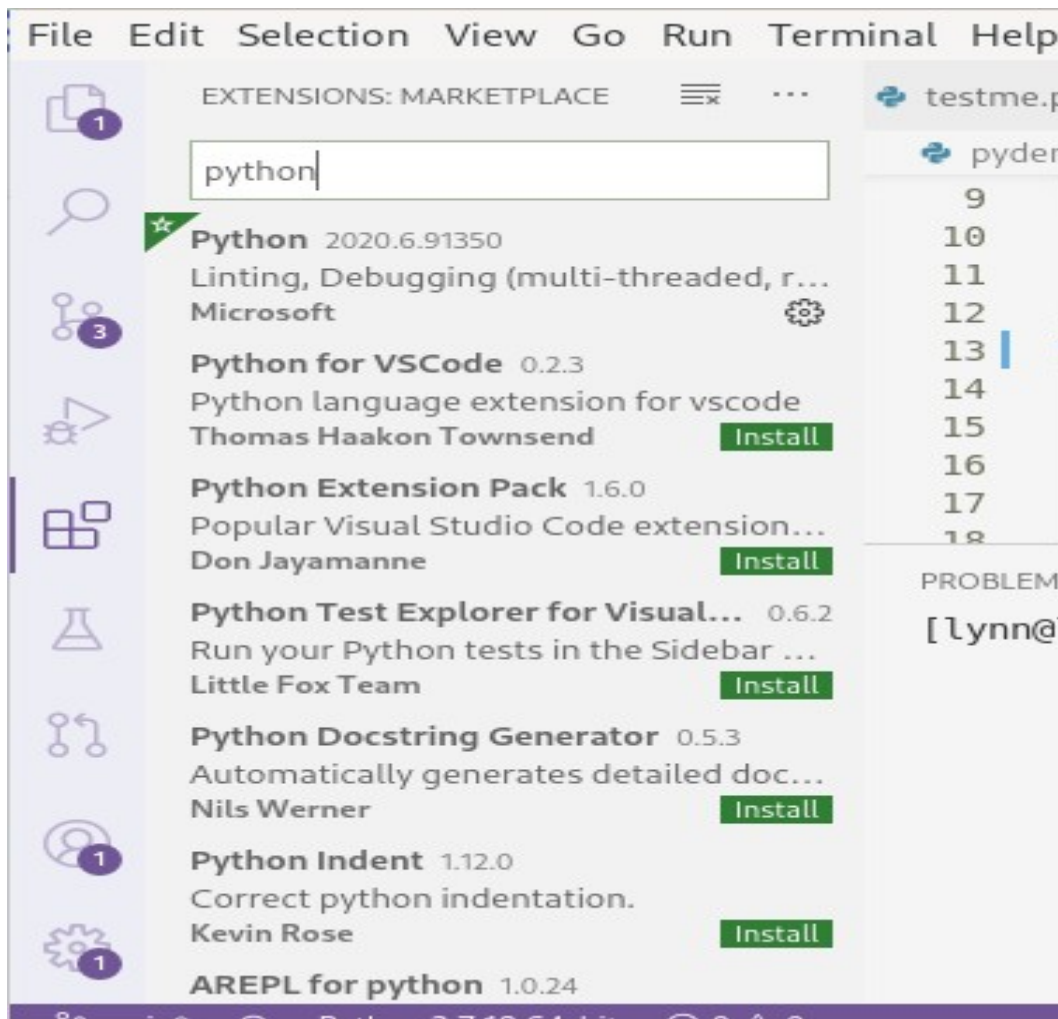 File Edit Selection View Go Run Terminal Help
EXTENSIONS: MARKETPLACE
python
Python 2020.6.91350
Linting, Debugging (multi-threaded, r...
Microsoft
Python for VSCode 0.2.3
Python language extension for vscode
Thomas Haakon Townsend Install
Python Extension Pack 1.6.0
Popular Visual Studio Code extension...
Don Jayamanne Install
Python Test Explorer for Visual... 0.6.2
Run your Python tests in the Sidebar ...
Little Fox Team Install
Python Docstring Generator 0.5.3
Automatically generates detailed doc...
Nils Werner Install
Python Indent 1.12.0
Correct python indentation.
Kevin Rose Install
AREPL for python 1.0.24
1
3
1
1
testme.p
pyder
9
10
11
12
13
14
15
16
17
18
PROBLEM
[lynn@